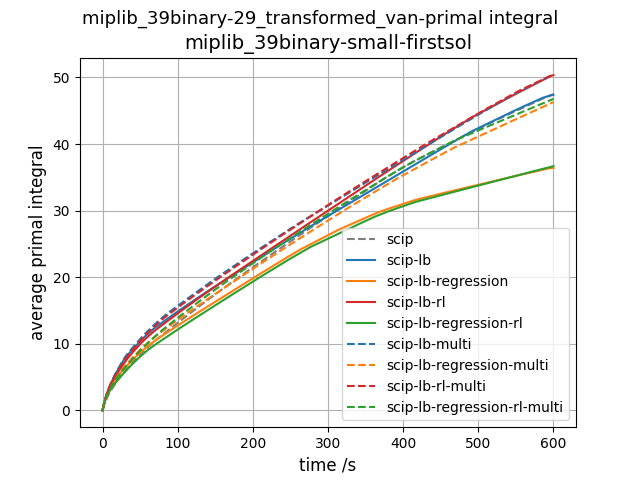 miplib_39binary-29_transformed_van-primal integral
miplib_39binary-small-firstsol
average primal integral
50
40
30
20
10
0
scip
scip-lb
scip-lb-regression
scip-lb-rl
scip-lb-regression-rl
scip-lb-multi
scip-lb-regression-multi
scip-lb-rl-multi
scip-lb-regression-rl-multi
0 100 200 300 400 500 600
time /s